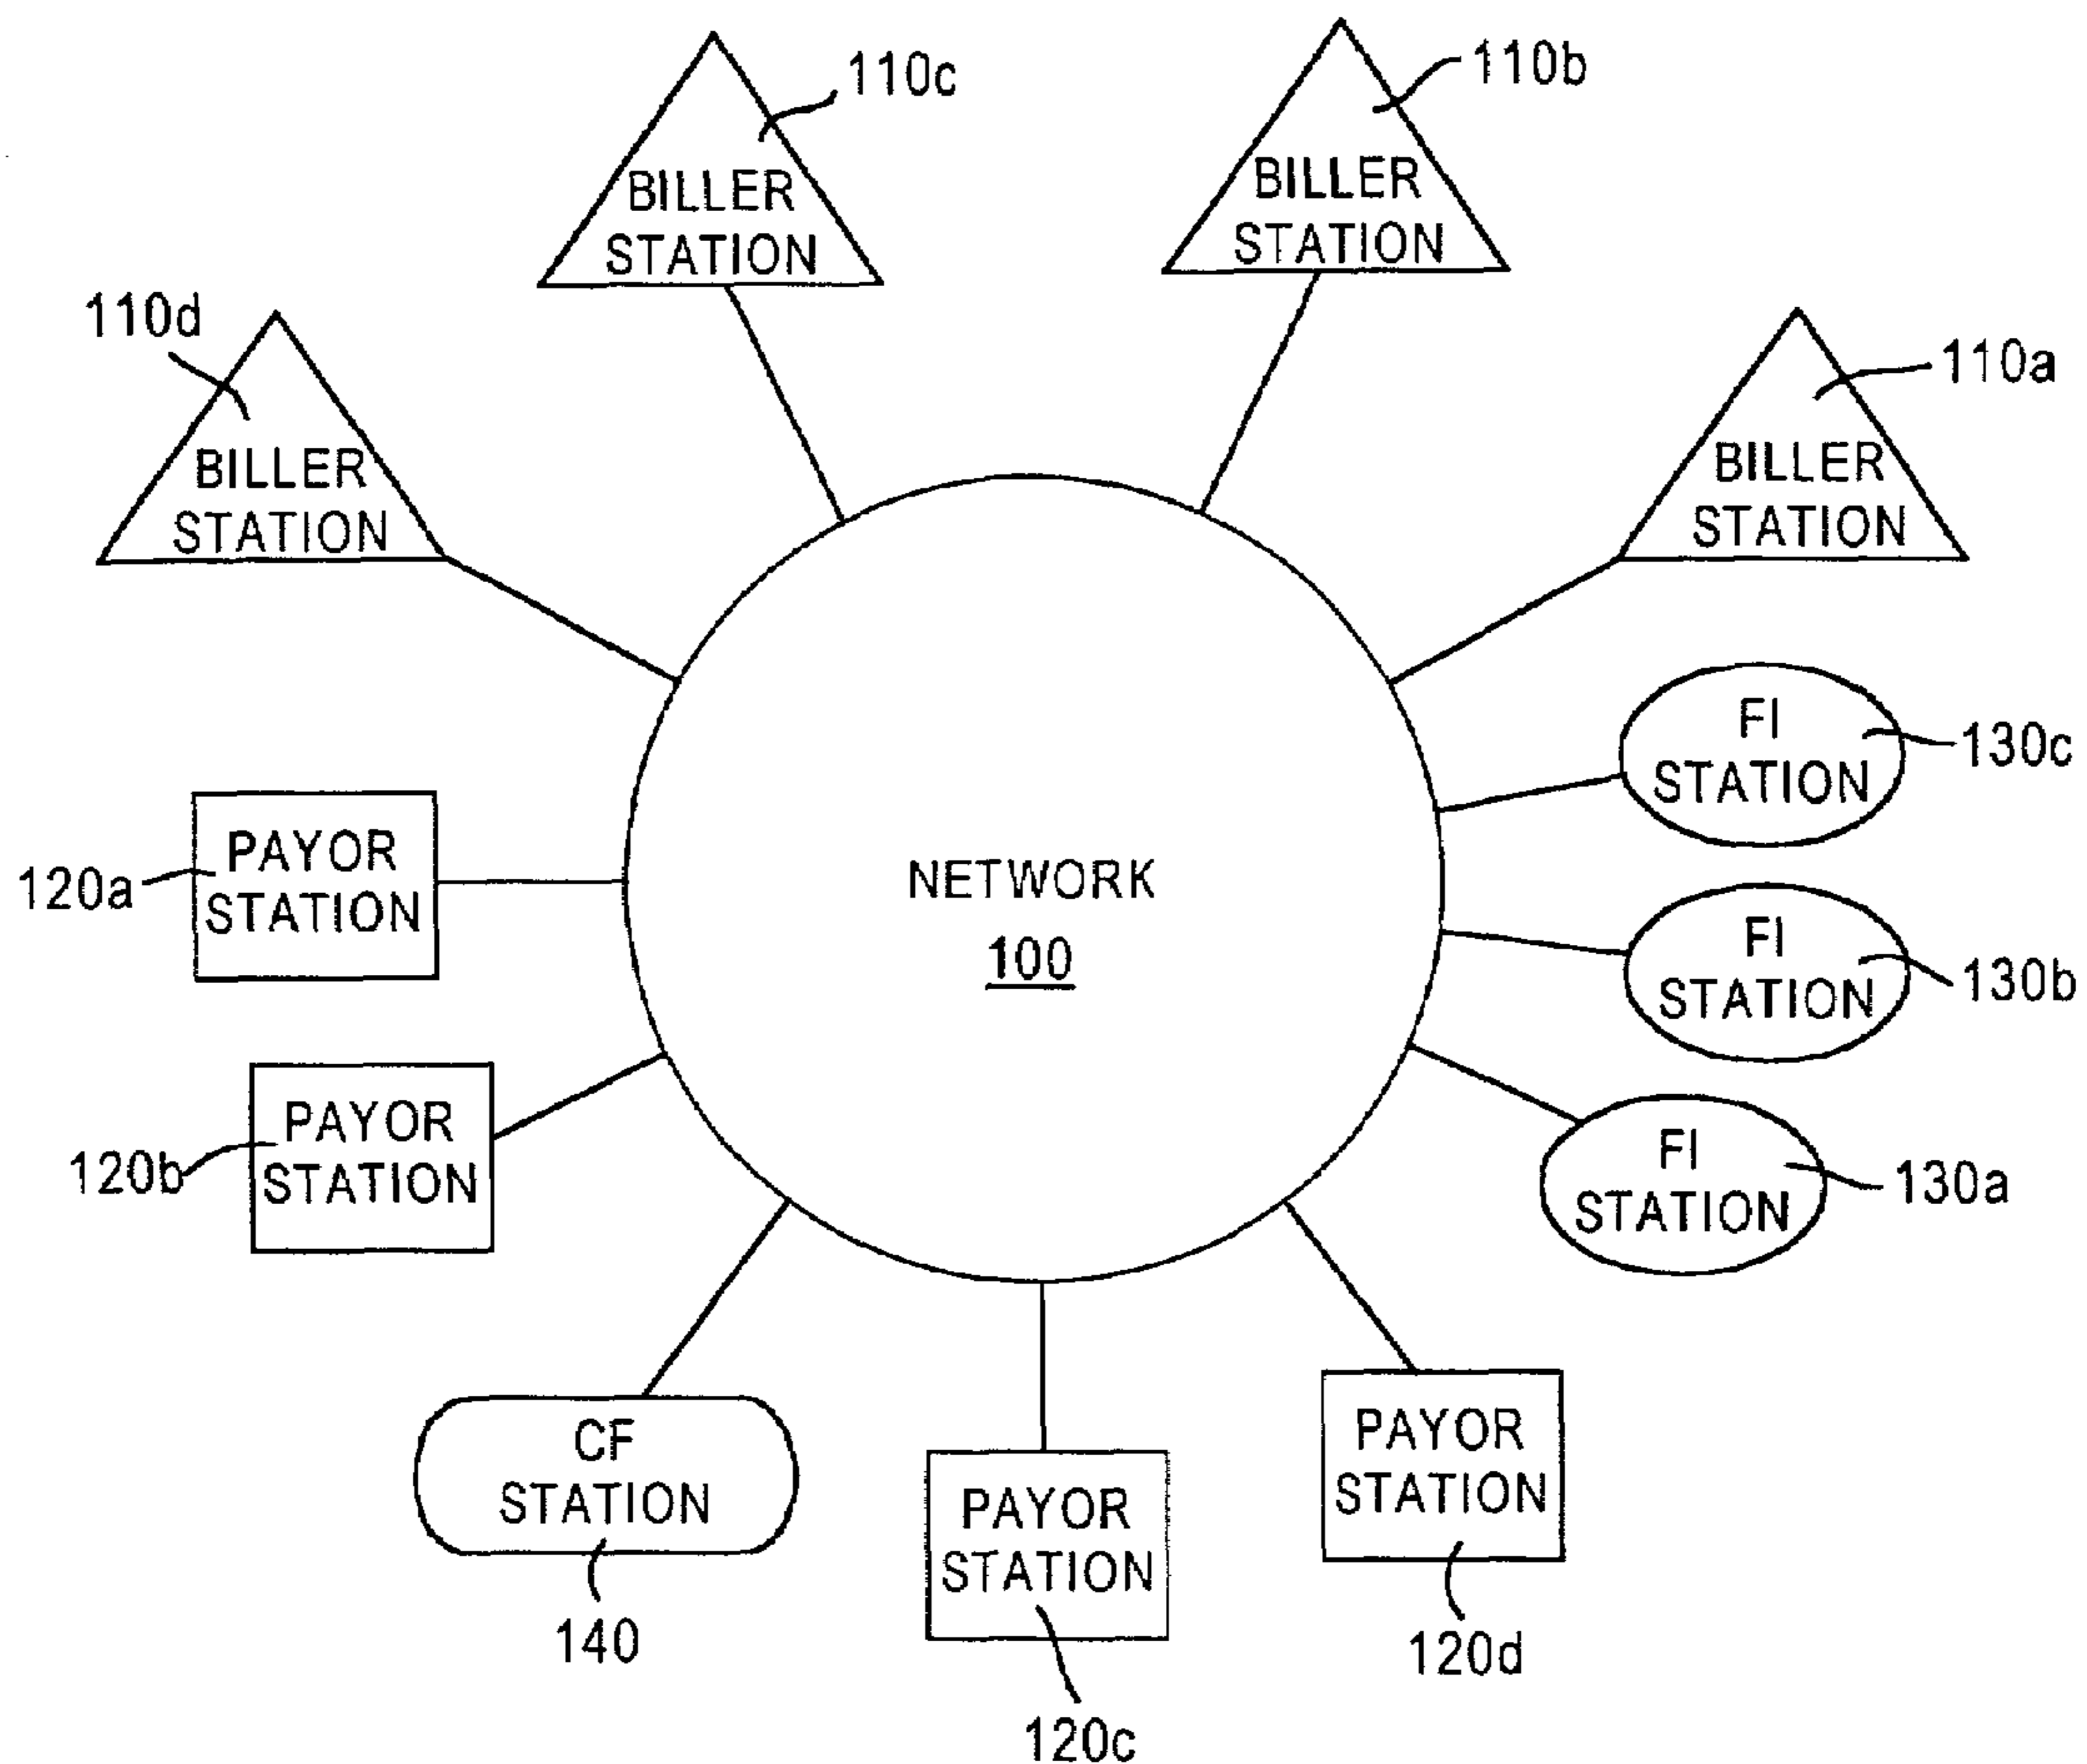 110c
110b
BILLER
STATION
BILLER
STATION
110d
110a
BILLER
STATION
BILLER
STATION
FI
STATION
130c
PAYOR
STATION
120a
NETWORK
100
FI
STATION
130b
PAYOR
STATION
120b
FI
STATION
130a
CF
STATION
140
PAYOR
STATION
120c
PAYOR
STATION
120d